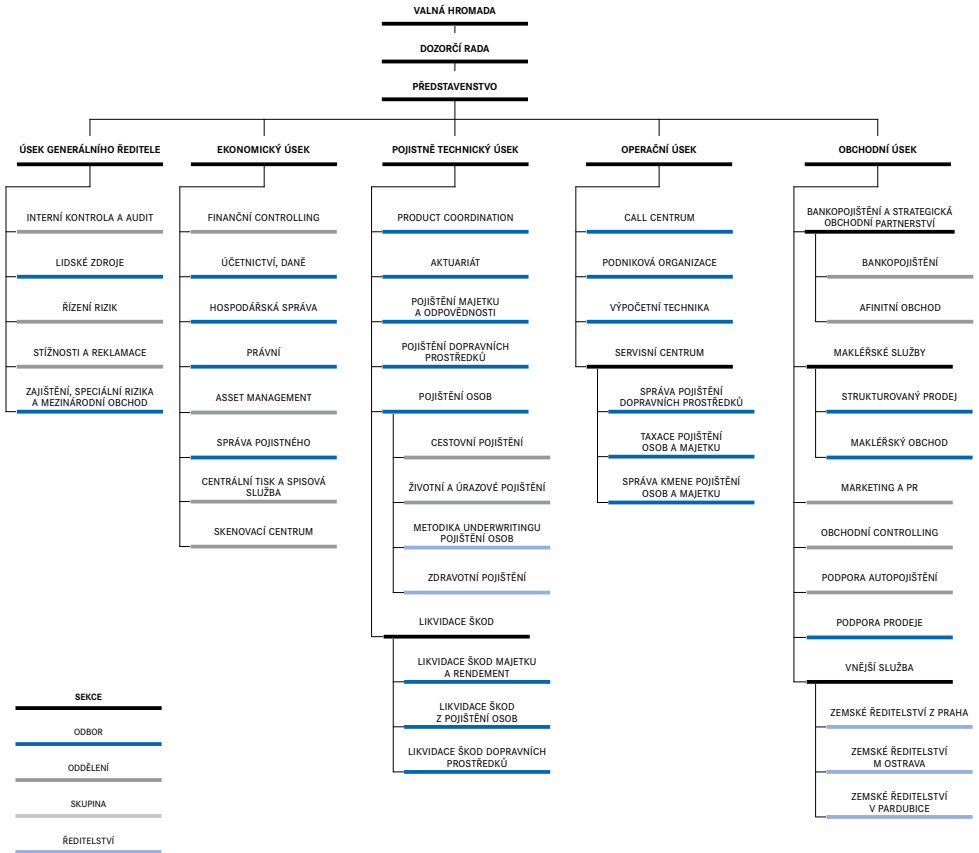 VALNÁ HROMADA
DOZORČÍ RADA
PŘEDSTAVENSTVO
ÚSEK GENERÁLNÍHO ŘEDITELE
INTERNÍ KONTROLA A AUDIT
LIDSKÉ ZDROJE
ŘÍZENÍ RIZIK
STÍŽNOSTI A REKLAMACE
ZAJIŠTĚNÍ, SPECIÁLNÍ RIZIKA
A MEZINÁRODNÍ OBCHOD
EKONOMICKÝ ÚSEK
FINANČNÍ CONTROLLING
ÚČETNICTVÍ, DANĚ
HOSPODÁŘSKÁ SPRÁVA
PRÁVNÍ
ASSET MANAGEMENT
SPRÁVA POJISTNÉHO
CENTRÁLNÍ TISK A SPISOVÁ
SLUŽBA
SKENOVACÍ CENTRUM
POJISTNĚ TECHNICKÝ ÚSEK
PRODUCT COORDINATION
AKTUARIÁT
POJIŠTĚNÍ MAJETKU
A ODPOVĚDNOSTI
POJIŠTĚNÍ DOPRAVNÍCH
PROSTŘEDKŮ
POJIŠTĚNÍ OSOB
CESTOVNÍ POJIŠTĚNÍ
ŽIVOTNÍ A ÚRAZOVÉ POJIŠTĚNÍ
METODIKA UNDERWRITINGU
POJIŠTĚNÍ OSOB
ZDRAVOTNÍ POJIŠTĚNÍ
LIKVIDACE ŠKOD
LIKVIDACE ŠKOD MAJETKU
A RENDEMENT
LIKVIDACE ŠKOD
Z POJIŠTĚNÍ OSOB
LIKVIDACE ŠKOD DOPRAVNÍCH
PROSTŘEDKŮ
OPERAČNÍ ÚSEK
CALL CENTRUM
PODNIKOVÁ ORGANIZACE
VÝPOČETNÍ TECHNIKA
SERVISNÍ CENTRUM
SPRÁVA POJIŠTĚNÍ
DOPRAVNÍCH PROSTŘEDKŮ
TAXACE POJIŠTĚNÍ
OSOB A MAJETKU
SPRÁVA KMENE POJIŠTĚNÍ
OSOB A MAJETKU
OBCHODNÍ ÚSEK
BANKOPOJIŠTĚNÍ A STRATEGICKÁ
OBCHODNÍ PARTNERSTVÍ
BANKOPOJIŠTĚNÍ
AFINITNÍ OBCHOD
MAKLÉŘSKÉ SLUŽBY
STRUKTUROVANÝ PRODEJ
MAKLÉŘSKÝ OBCHOD
MARKETING A PR
OBCHODNÍ CONTROLLING
PODPORA AUTOPOJIŠTĚNÍ
PODPORA PRODEJE
VNĚJŠÍ SLUŽBA
ZEMSKÉ ŘEDITELSTVÍ Z PRAHA
ZEMSKÉ ŘEDITELSTVÍ
M OSTRAVA
ZEMSKÉ ŘEDITELSTVÍ
V PARDUBICE
SEKCE
ODBOR
ODDĚLENÍ
SKUPINA
ŘEDITELSTVÍ